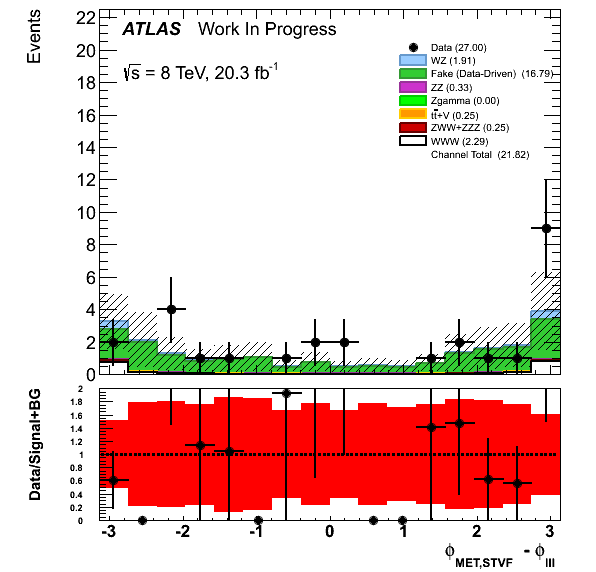 Events
22
20
18
16
14
12
10
8
6
4
2
0
ATLAS Work In Progress
√s = 8 TeV, 20.3 fb⁻¹
Data (27.00)
WZ (1.91)
Fake (Data-Driven) (16.79)
ZZ (0.33)
Zgamma (0.00)
tt̄+V (0.25)
ZWW+ZZZ (0.25)
WWW (2.29)
Channel Total (21.82)
Data/Signal+BG
2
1.8
1.6
1.4
1.2
1
0.8
0.6
0.4
0.2
0
-3 -2 -1 0 1 2 3
ϕMET,STVF - ϕlll